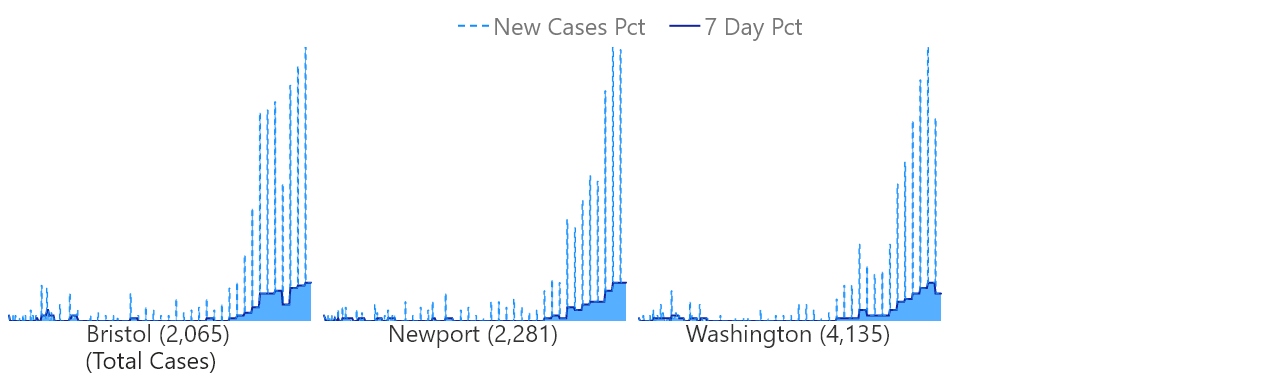 New Cases Pct 7 Day Pct
Bristol (2,065) Newport (2,281) Washington (4,135)
(Total Cases)